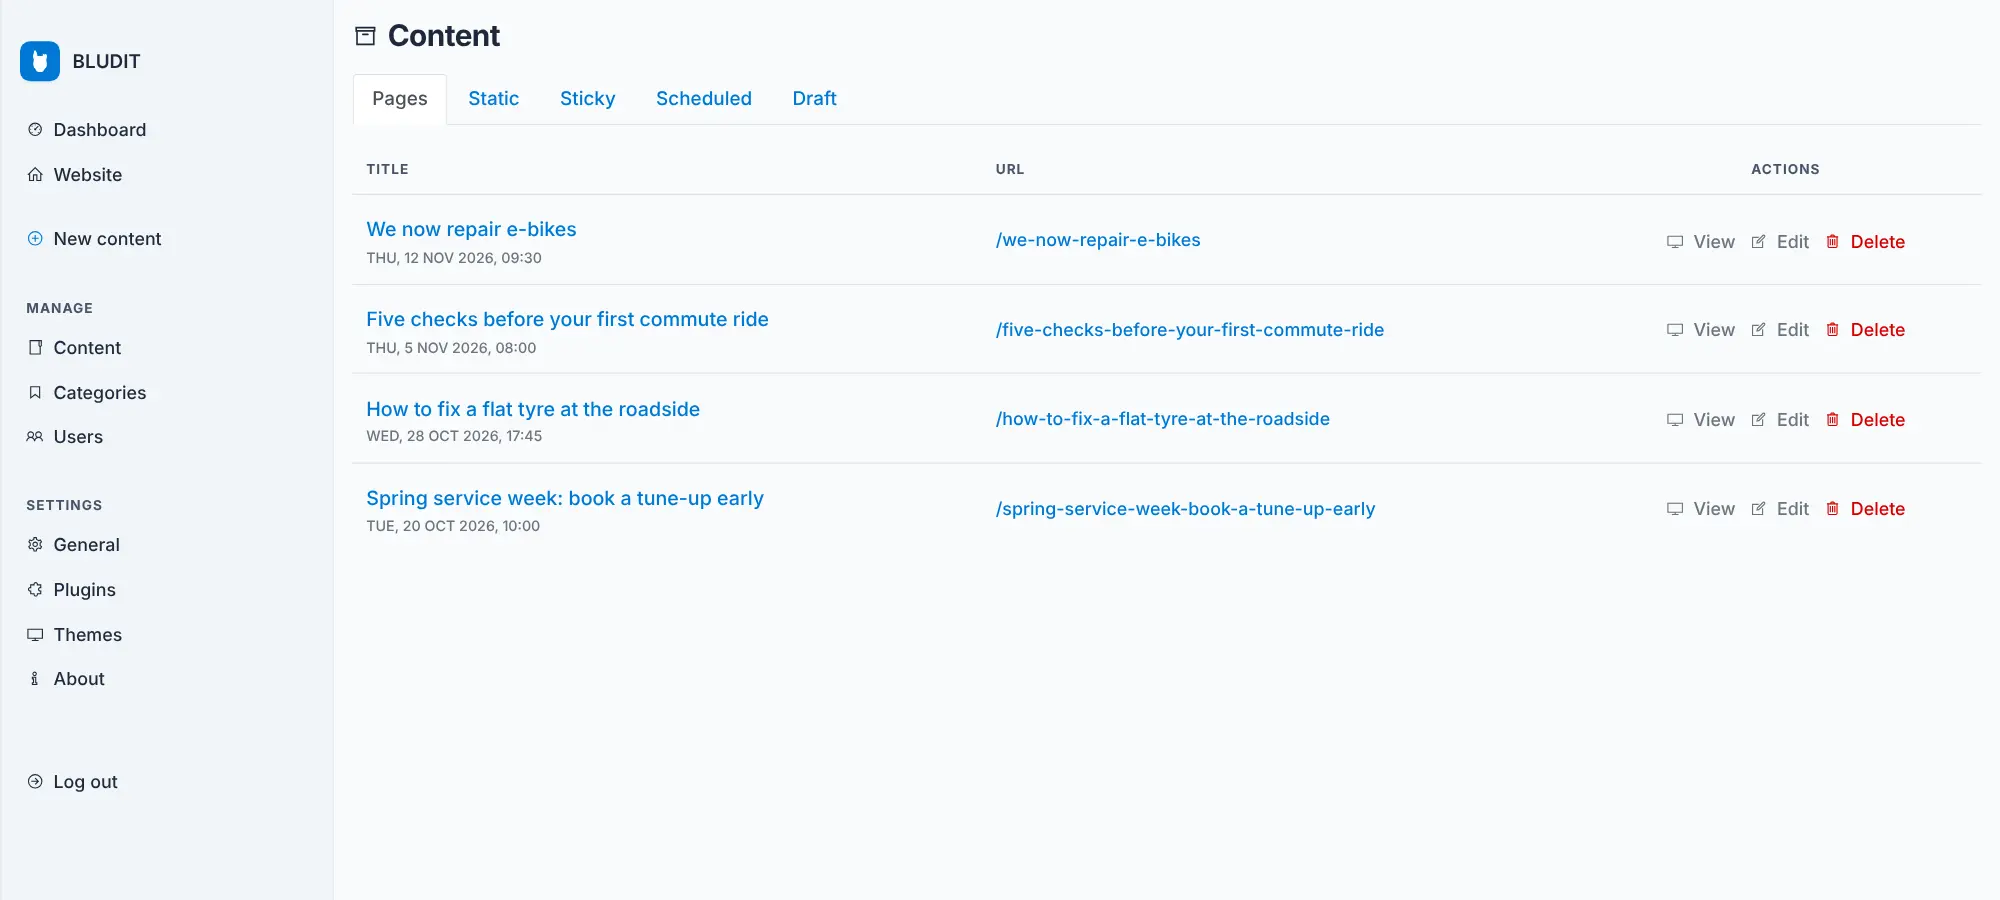 BLUDIT
Dashboard
Website
New content
MANAGE
Content
Categories
Users
SETTINGS
General
Plugins
Themes
About
Log out
Content
Pages Static Sticky Scheduled Draft
TITLE URL ACTIONS
We now repair e-bikes
THU, 12 NOV 2026, 09:30
/we-now-repair-e-bikes
View Edit Delete
Five checks before your first commute ride
THU, 5 NOV 2026, 08:00
/five-checks-before-your-first-commute-ride
View Edit Delete
How to fix a flat tyre at the roadside
WED, 28 OCT 2026, 17:45
/how-to-fix-a-flat-tyre-at-the-roadside
View Edit Delete
Spring service week: book a tune-up early
TUE, 20 OCT 2026, 10:00
/spring-service-week-book-a-tune-up-early
View Edit Delete